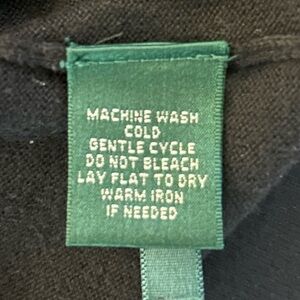 MACHINE WASH
COLD
GENTLE CYCLE
DO NOT BLEACH
LAY FLAT TO DRY
WARM IRON
IF NEEDED